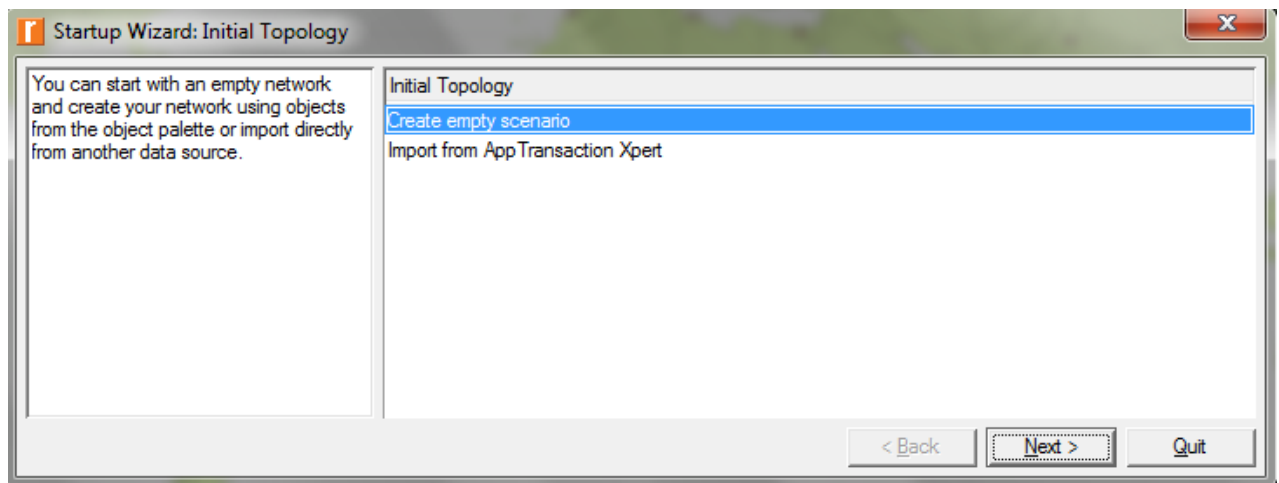 Startup Wizard: Initial Topology
You can start with an empty network
and create your network using objects
from the object palette or import directly
from another data source.
Initial Topology
Create empty scenario
Import from AppTransaction Xpert
< Back
Next >
Quit